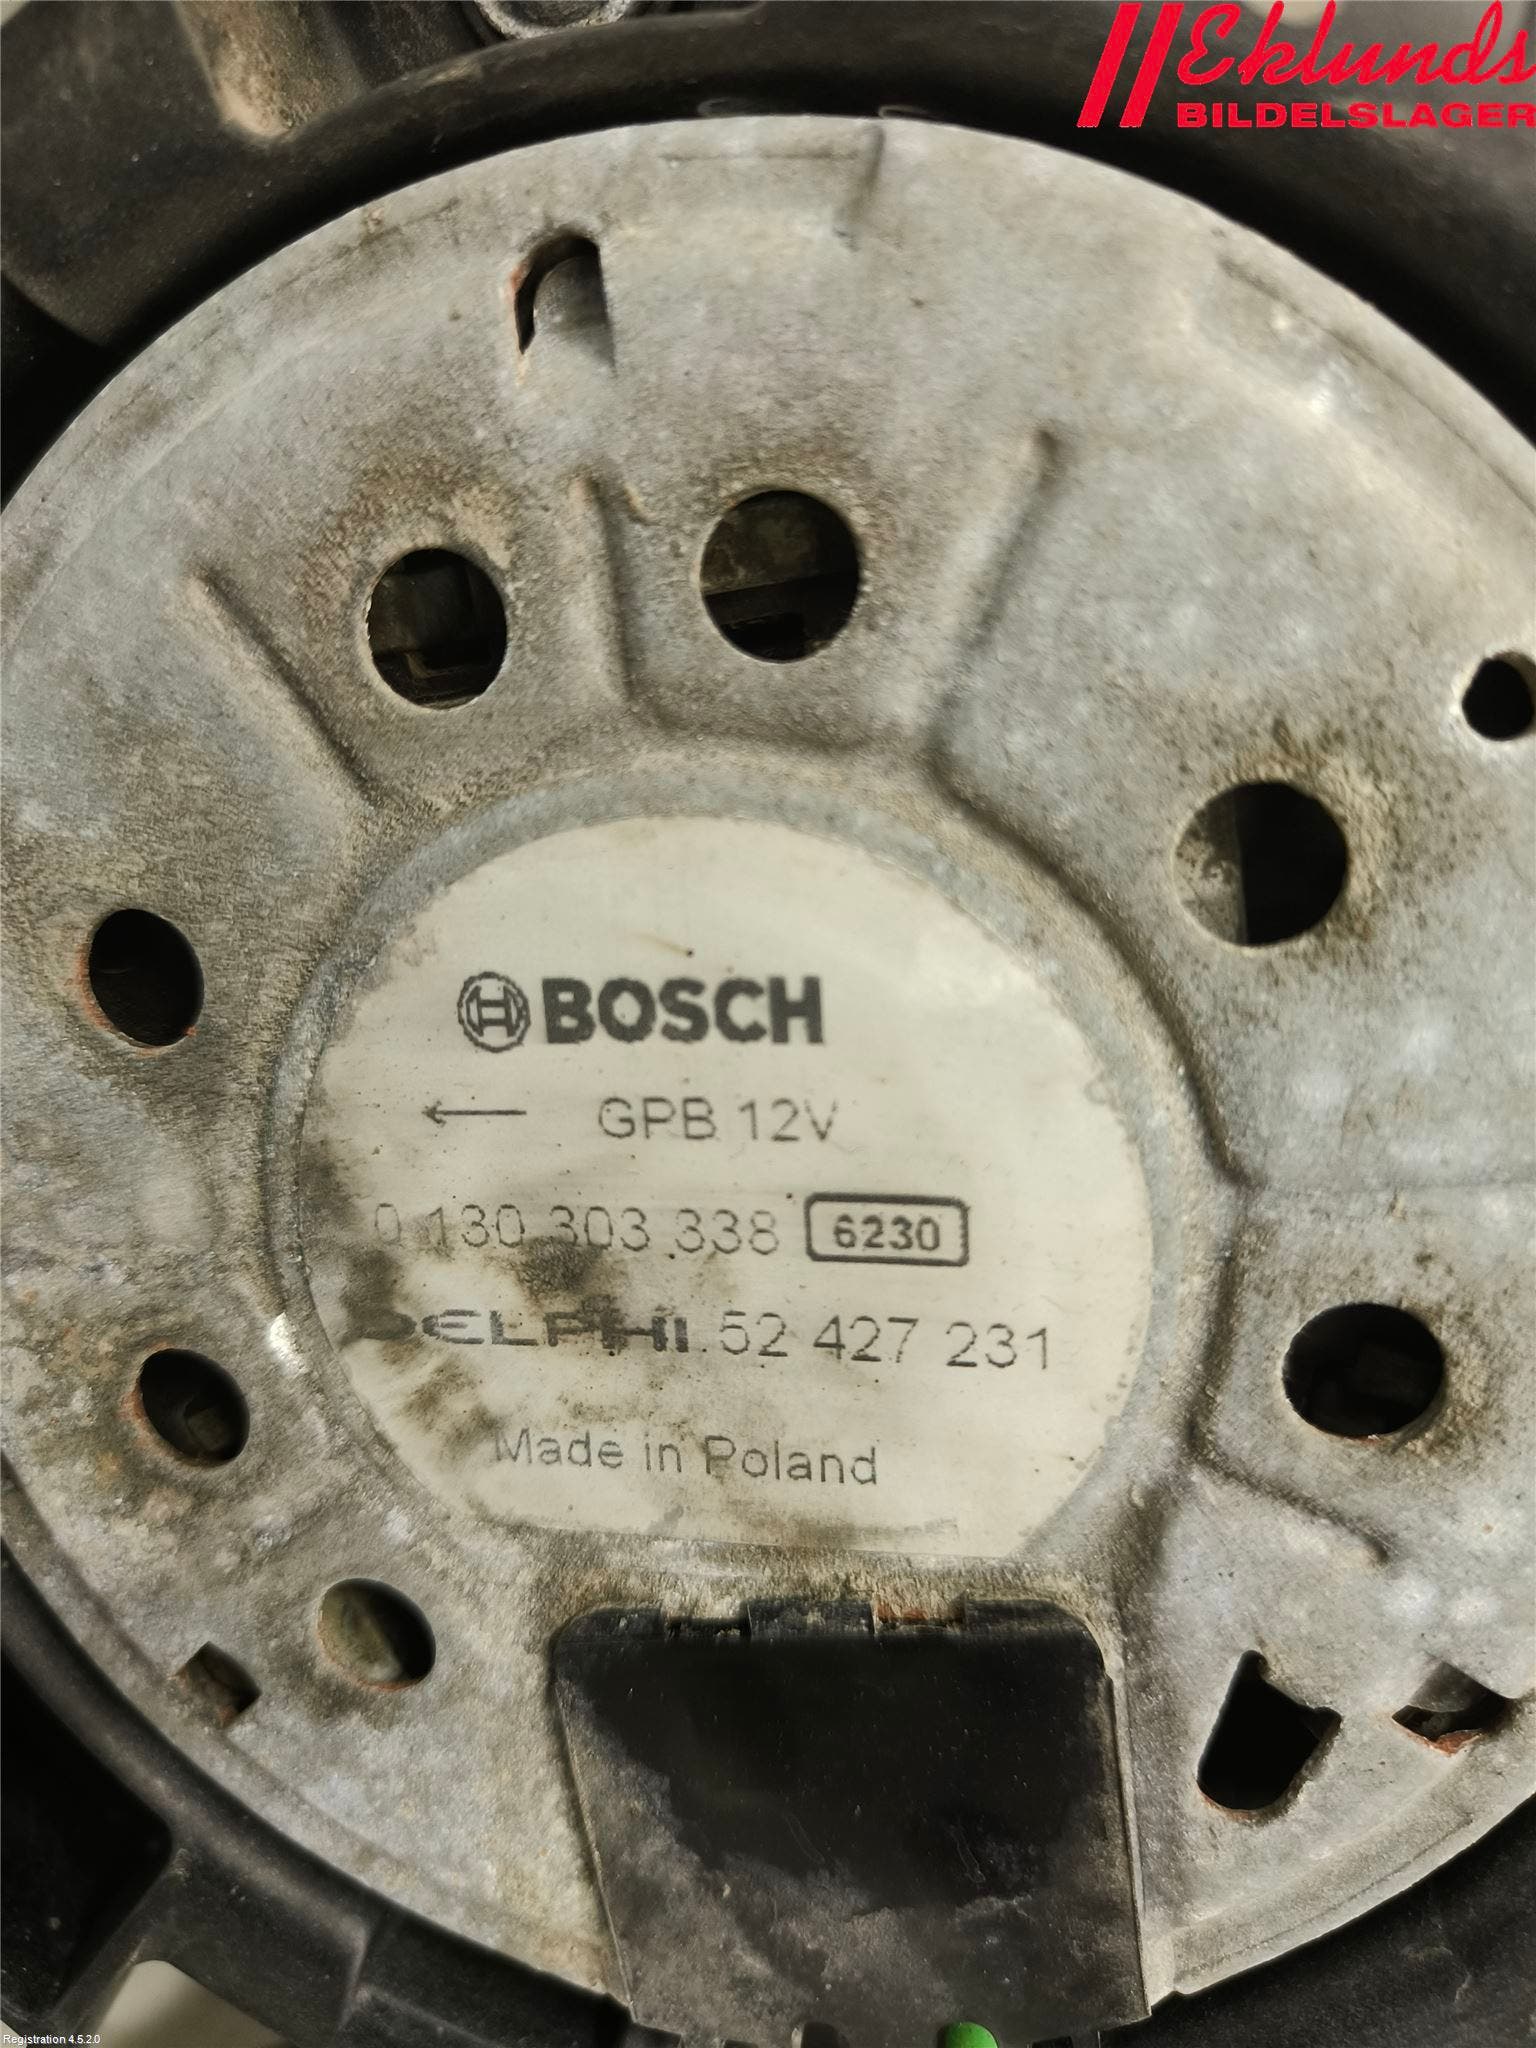 Eklunds
BILDELSLAGER
BOSCH
← GPB 12V
0 130 303 338 6230
DELPHI 52 427 231
Made in Poland
Registration 4.5.2.0